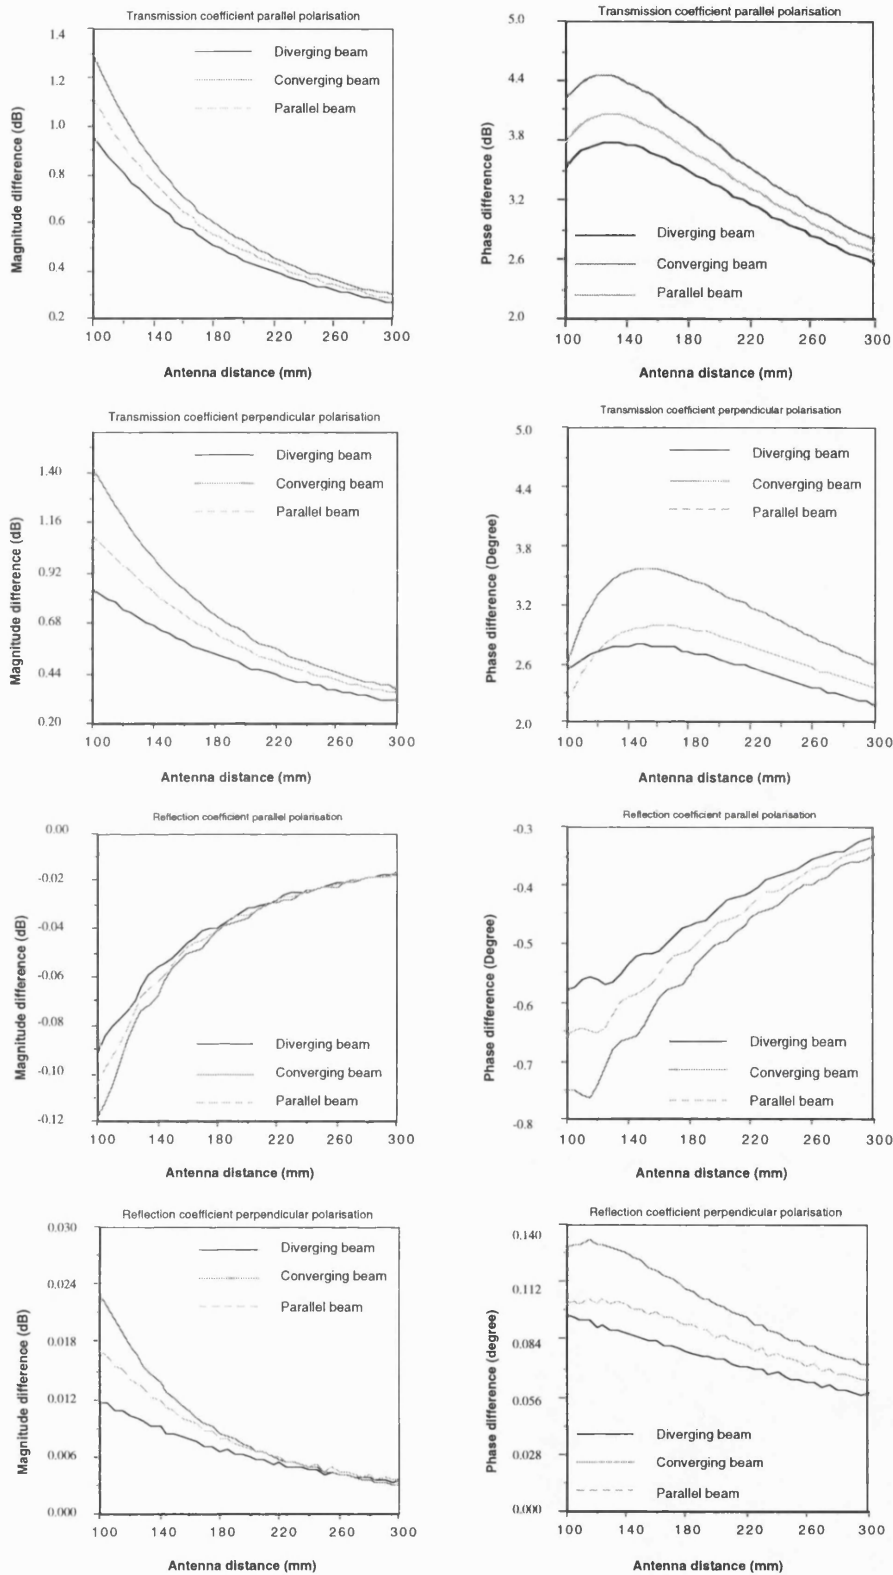 Transmission coefficient parallel polarisation
1.4
1.2
1.0
0.8
0.6
0.4
0.2
Magnitude difference (dB)
Diverging beam
Converging beam
Parallel beam
100 140 180 220 260 300
Antenna distance (mm)
Transmission coefficient parallel polarisation
5.0
4.4
3.8
3.2
2.6
2.0
Phase difference (dB)
Diverging beam
Converging beam
Parallel beam
100 140 180 220 260 300
Antenna distance (mm)
Transmission coefficient perpendicular polarisation
1.40
1.16
0.92
0.68
0.44
0.20
Magnitude difference (dB)
Diverging beam
Converging beam
Parallel beam
100 140 180 220 260 300
Antenna distance (mm)
Transmission coefficient perpendicular polarisation
5.0
4.4
3.8
3.2
2.6
2.0
Phase difference (Degree)
Diverging beam
Converging beam
Parallel beam
100 140 180 220 260 300
Antenna distance (mm)
Reflection coefficient parallel polarisation
0.00
-0.02
-0.04
-0.06
-0.08
-0.10
-0.12
Magnitude difference (dB)
Diverging beam
Converging beam
Parallel beam
100 140 180 220 260 300
Antenna distance (mm)
Reflection coefficient parallel polarisation
-0.3
-0.4
-0.5
-0.6
-0.7
-0.8
Phase difference (Degree)
Diverging beam
Converging beam
Parallel beam
100 140 180 220 260 300
Antenna distance (mm)
Reflection coefficient perpendicular polarisation
0.030
0.024
0.018
0.012
0.006
0.000
Magnitude difference (dB)
Diverging beam
Converging beam
Parallel beam
100 140 180 220 260 300
Antenna distance (mm)
Reflection coefficient perpendicular polarisation
0.140
0.112
0.084
0.056
0.028
0.000
Phase difference (degree)
Diverging beam
Converging beam
Parallel beam
100 140 180 220 260 300
Antenna distance (mm)